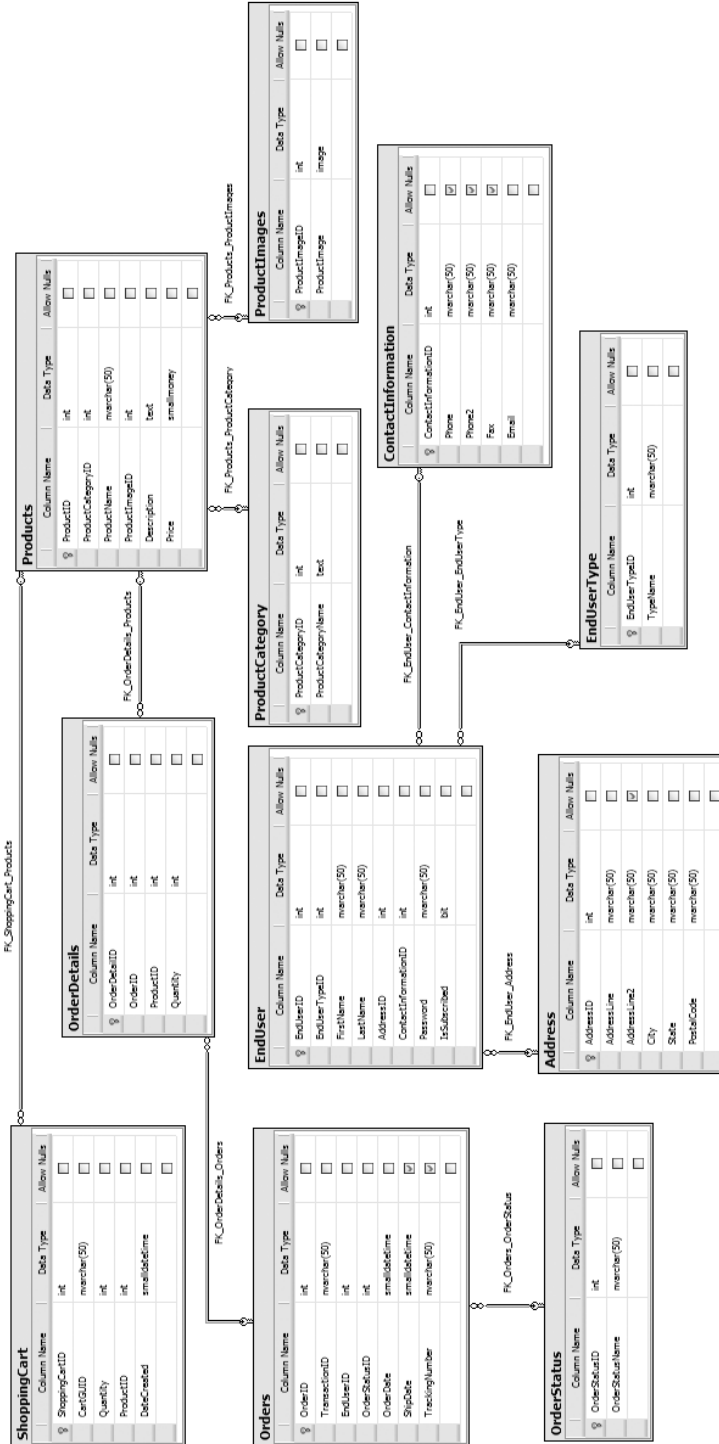 ShoppingCart
Column Name Data Type Allow Nulls
ShoppingCartID int
CartGUID nvarchar(50)
Quantity int
ProductID int
DateCreated smalldatetime
FK_ShoppingCart_Products
Products
Column Name Data Type Allow Nulls
ProductID int
ProductCategoryID int
ProductName nvarchar(50)
ProductImageID int
Description text
Price smallmoney
OrderDetails
Column Name Data Type Allow Nulls
OrderDetailID int
OrderID int
ProductID int
Quantity int
FK_OrderDetails_Products
FK_OrderDetails_Orders
FK_Products_ProductCategory
FK_Products_ProductImages
Orders
Column Name Data Type Allow Nulls
OrderID int
TransactionID nvarchar(50)
EndUserID int
OrderStatusID int
OrderDate smalldatetime
ShipDate smalldatetime
TrackingNumber nvarchar(50)
EndUser
Column Name Data Type Allow Nulls
EndUserID int
EndUserTypeID int
FirstName nvarchar(50)
LastName nvarchar(50)
AddressID int
ContactInformationID int
Password nvarchar(50)
IsSubscribed bit
ProductCategory
Column Name Data Type Allow Nulls
ProductCategoryID int
ProductCategoryName text
ProductImages
Column Name Data Type Allow Nulls
ProductImageID int
ProductImage image
FK_EndUser_ContactInformation
ContactInformation
Column Name Data Type Allow Nulls
ContactInformationID int
Phone nvarchar(50)
Phone2 nvarchar(50)
Fax nvarchar(50)
Email nvarchar(50)
FK_EndUser_EndUserType
FK_EndUser_Address
FK_Orders_OrderStatus
OrderStatus
Column Name Data Type Allow Nulls
OrderStatusID int
OrderStatusName nvarchar(50)
Address
Column Name Data Type Allow Nulls
AddressID int
AddressLine nvarchar(50)
AddressLine2 nvarchar(50)
City nvarchar(50)
State nvarchar(50)
PostalCode nvarchar(50)
EndUserType
Column Name Data Type Allow Nulls
EndUserTypeID int
TypeName nvarchar(50)